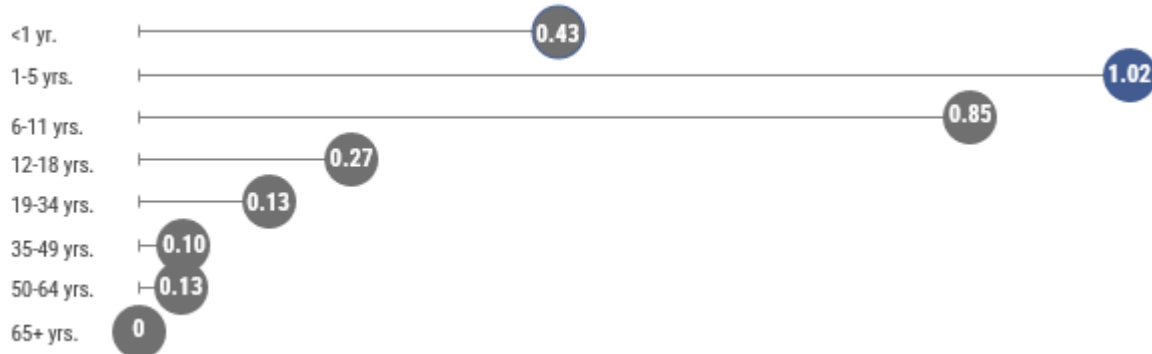 <1 yr. 0.43
1-5 yrs. 1.02
6-11 yrs. 0.85
12-18 yrs. 0.27
19-34 yrs. 0.13
35-49 yrs. 0.10
50-64 yrs. 0.13
65+ yrs. 0